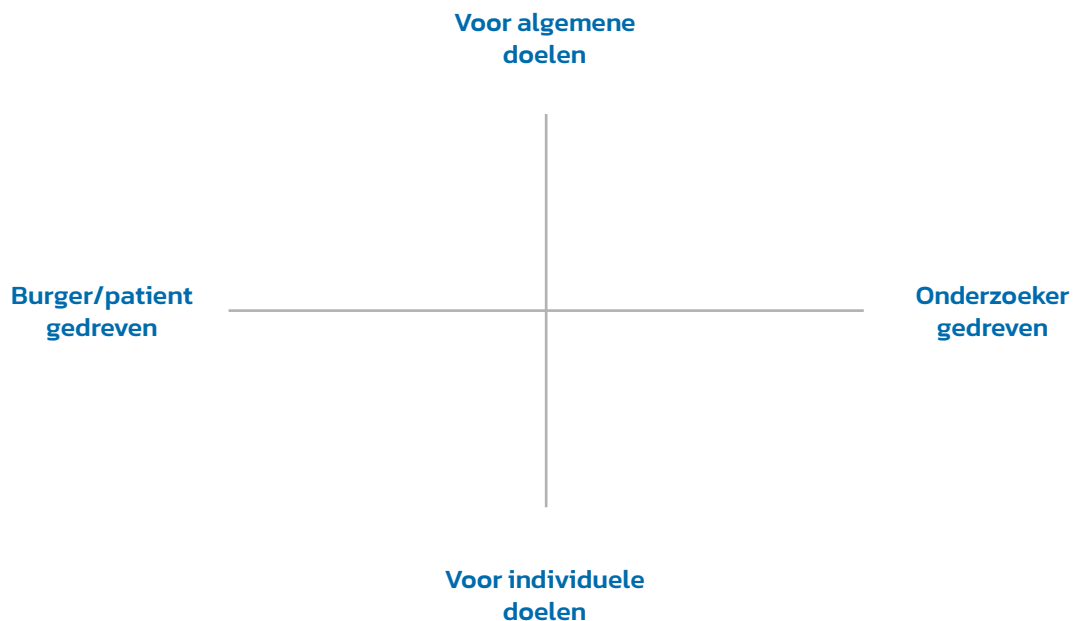 Voor algemene
doelen
Burger/patient
gedreven
Onderzoeker
gedreven
Voor individuele
doelen